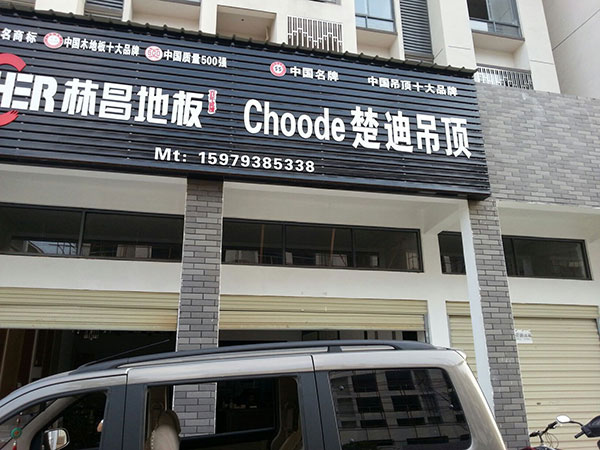 名商标 中国木地板十大品牌 中国质量500强 中国名牌 中国吊顶十大品牌
HER 林昌地板 Choode 楚迪吊顶
Mt: 15979385338